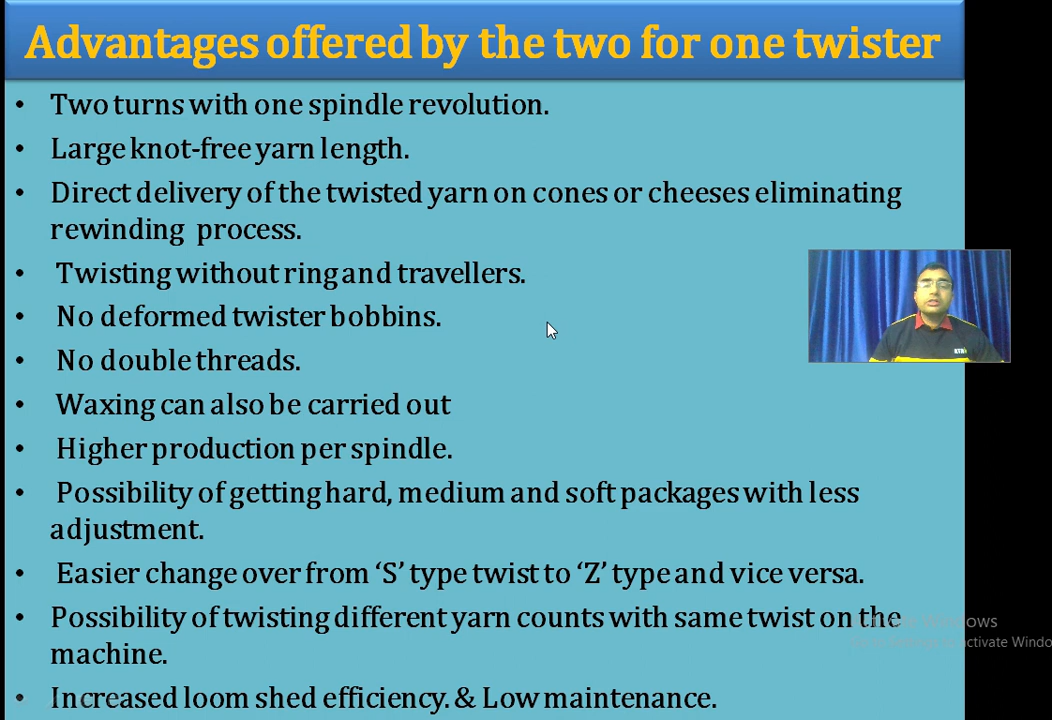 Advantages offered by the two for one twister
• Two turns with one spindle revolution.
• Large knot-free yarn length.
• Direct delivery of the twisted yarn on cones or cheeses eliminating
rewinding process.
• Twisting without ring and travellers.
• No deformed twister bobbins.
• No double threads.
• Waxing can also be carried out
• Higher production per spindle.
• Possibility of getting hard, medium and soft packages with less
adjustment.
• Easier change over from ‘S’ type twist to ‘Z’ type and vice versa.
• Possibility of twisting different yarn counts with same twist on the
machine.
• Increased loom shed efficiency. & Low maintenance.